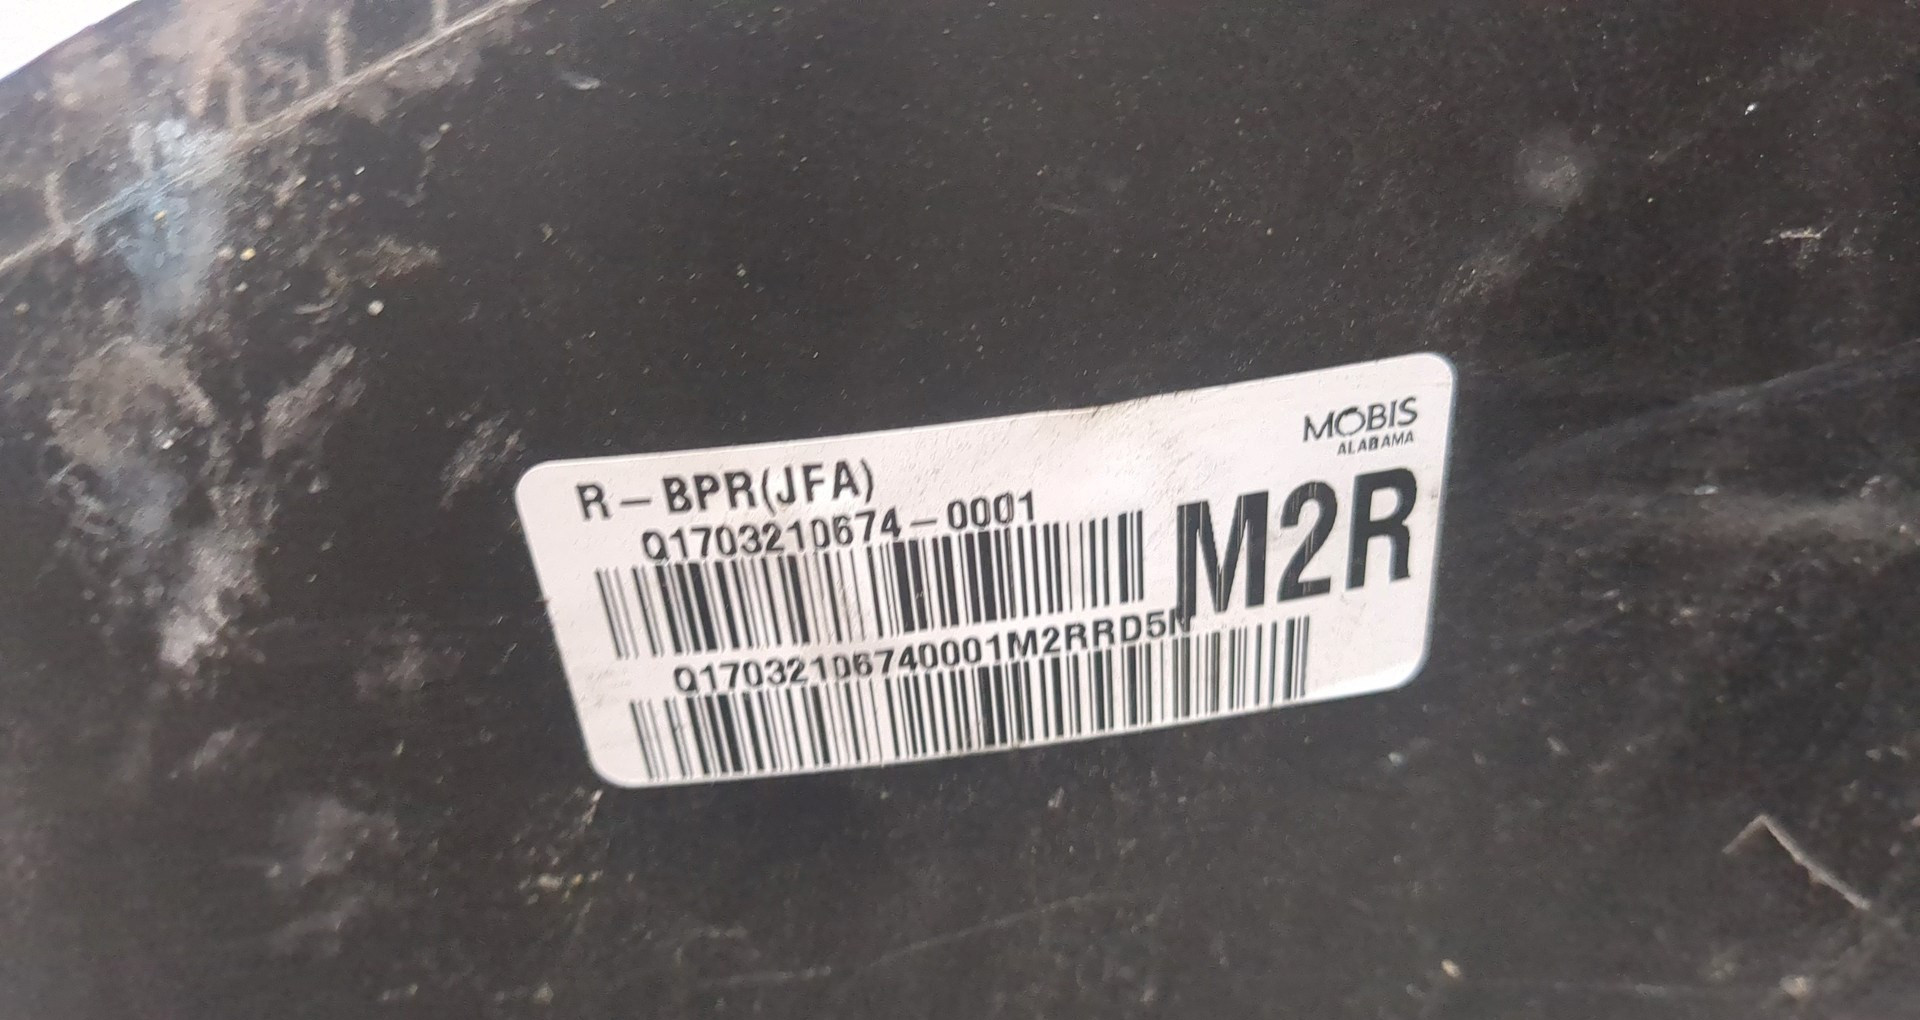 MOBIS
ALABAMA
R-BPR(JFA)
Q1703210674-0001
M2R
Q17032106740001M2RRD5N